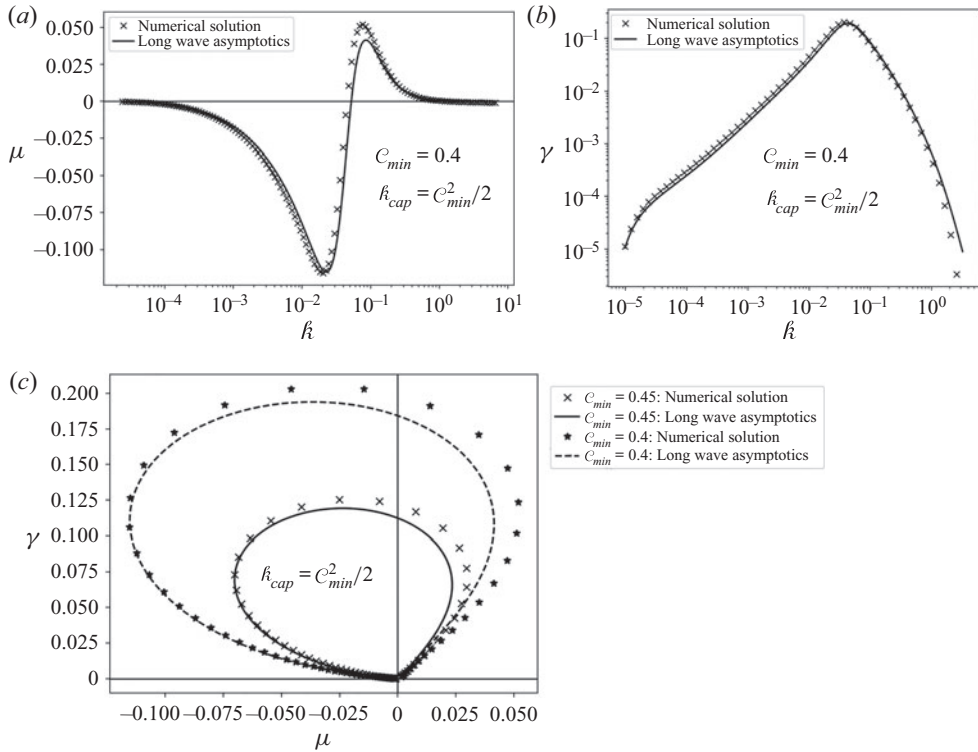 (a)
× Numerical solution
— Long wave asymptotics
0.050
0.025
0
−0.025
−0.050
−0.075
−0.100
μ
𝒞min = 0.4
𝓀cap = 𝒞²min/2
10⁻⁴ 10⁻³ 10⁻² 10⁻¹ 10⁰ 10¹
𝓀
(b)
× Numerical solution
— Long wave asymptotics
10⁻¹
10⁻²
10⁻³
10⁻⁴
10⁻⁵
γ
𝒞min = 0.4
𝓀cap = 𝒞²min/2
10⁻⁵ 10⁻⁴ 10⁻³ 10⁻² 10⁻¹ 10⁰
𝓀
(c)
0.200
0.175
0.150
0.125
0.100
0.075
0.050
0.025
0
γ
𝓀cap = 𝒞²min/2
−0.100 −0.075 −0.050 −0.025 0 0.025 0.050
μ
× 𝒞min = 0.45: Numerical solution
— 𝒞min = 0.45: Long wave asymptotics
★ 𝒞min = 0.4: Numerical solution
--- 𝒞min = 0.4: Long wave asymptotics